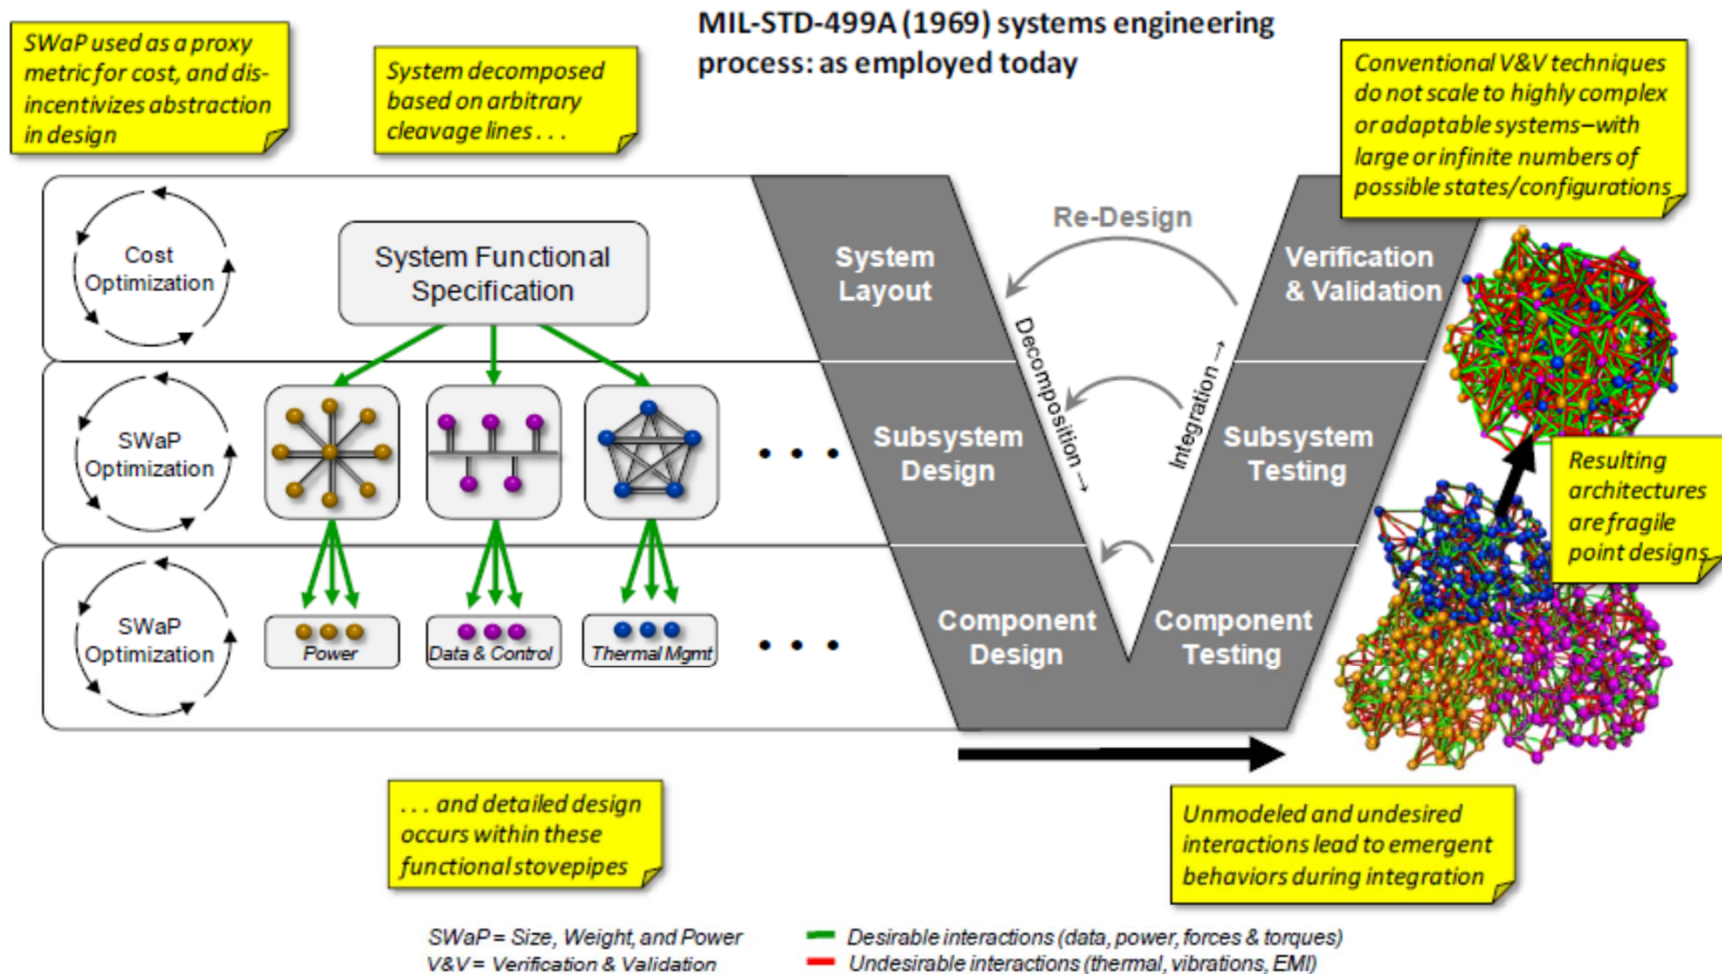 MIL-STD-499A (1969) systems engineering
process: as employed today
SWaP used as a proxy
metric for cost, and dis-
incentivizes abstraction
in design
System decomposed
based on arbitrary
cleavage lines . . .
Conventional V&V techniques
do not scale to highly complex
or adaptable systems–with
large or infinite numbers of
possible states/configurations
Cost
Optimization
System Functional
Specification
System
Layout
Re-Design
Verification
& Validation
Decomposition →
Integration →
SWaP
Optimization
• • •
Subsystem
Design
Subsystem
Testing
Resulting
architectures
are fragile
point designs
SWaP
Optimization
Power
Data & Control
Thermal Mgmt
• • •
Component
Design
Component
Testing
. . . and detailed design
occurs within these
functional stovepipes
Unmodeled and undesired
interactions lead to emergent
behaviors during integration
SWaP = Size, Weight, and Power
V&V = Verification & Validation
Desirable interactions (data, power, forces & torques)
Undesirable interactions (thermal, vibrations, EMI)